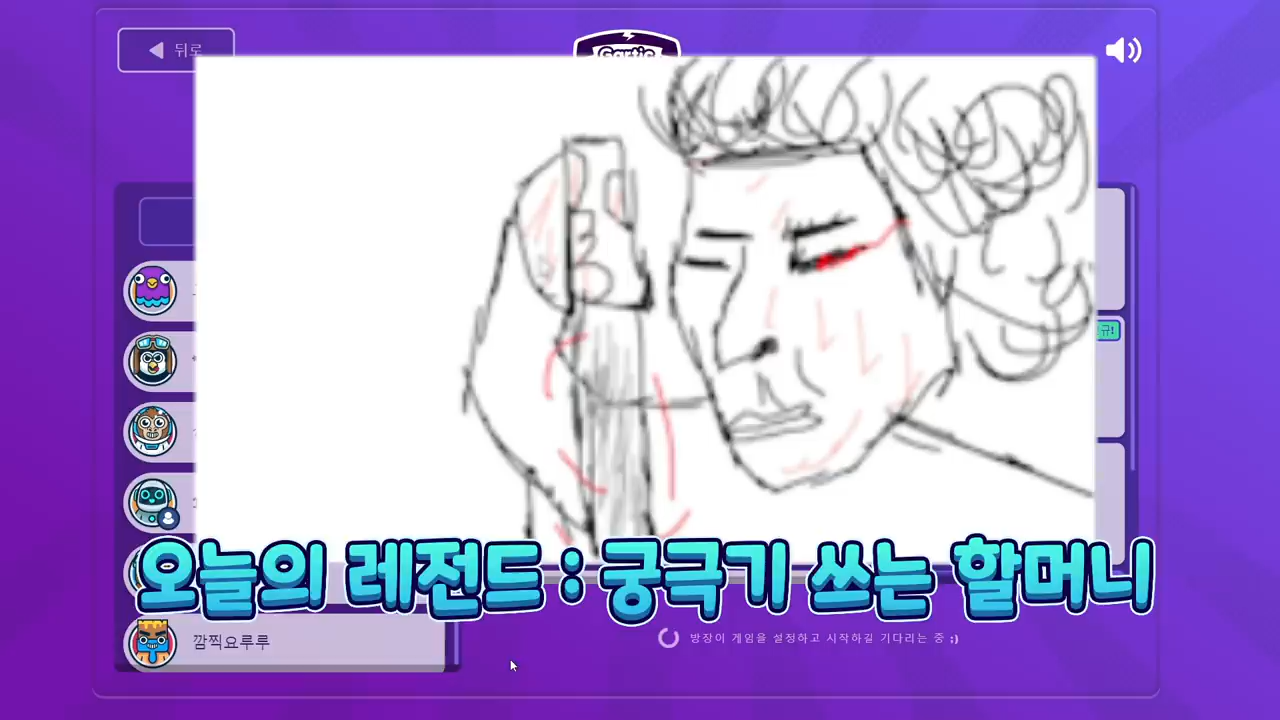 뒤로
Gartic
오늘의 레전드 : 궁극기 쓰는 할머니
깜찍요루루
방장이 게임을 설정하고 시작하길 기다리는 중 ;)